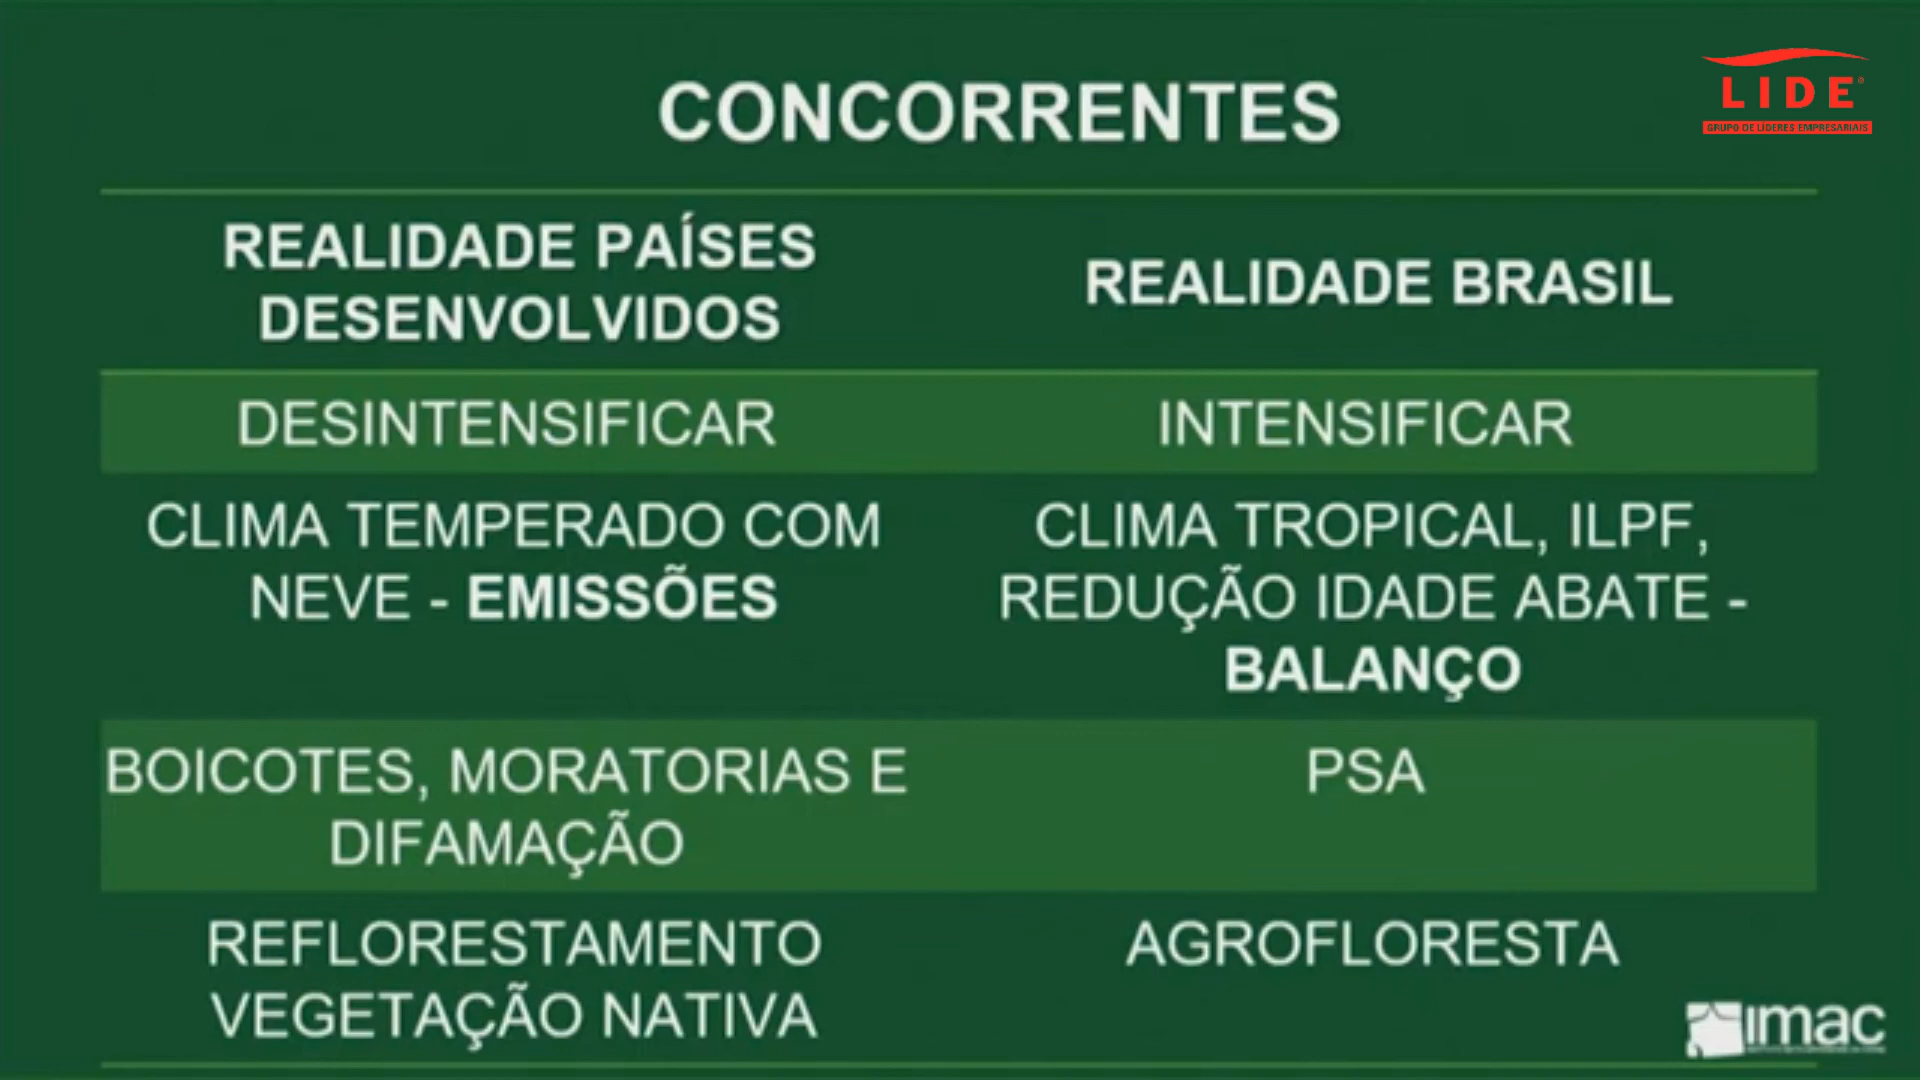 CONCORRENTES
LIDE®
GRUPO DE LÍDERES EMPRESARIAIS
REALIDADE PAÍSES
DESENVOLVIDOS
REALIDADE BRASIL
DESINTENSIFICAR
INTENSIFICAR
CLIMA TEMPERADO COM
NEVE - EMISSÕES
CLIMA TROPICAL, ILPF,
REDUÇÃO IDADE ABATE -
BALANÇO
BOICOTES, MORATORIAS E
DIFAMAÇÃO
PSA
REFLORESTAMENTO
VEGETAÇÃO NATIVA
AGROFLORESTA
imac